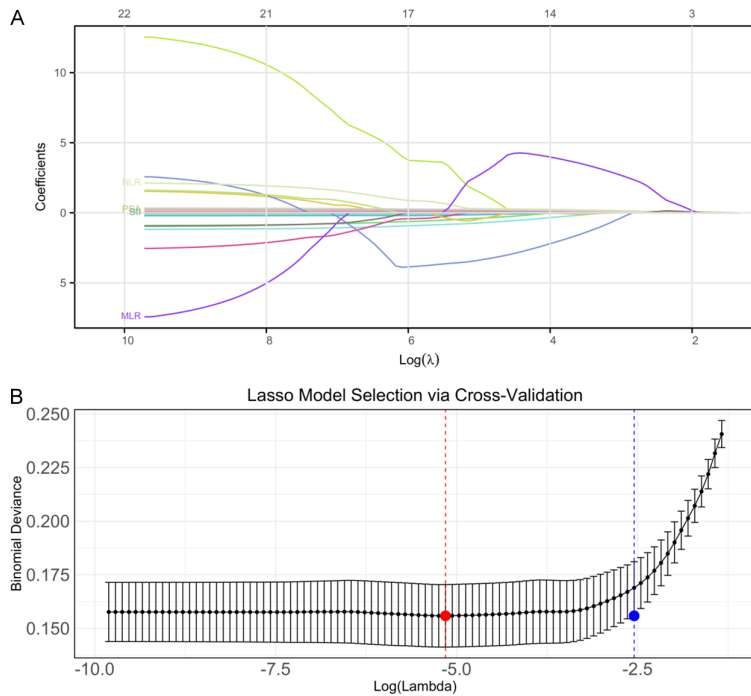 A
22 21 17 14 3
Coefficients
10
5
0
5
NLR
PSA
SII
MLR
10 8 6 4 2
Log(λ)
B
Lasso Model Selection via Cross-Validation
Binomial Deviance
0.250
0.225
0.200
0.175
0.150
-10.0 -7.5 -5.0 -2.5
Log(Lambda)